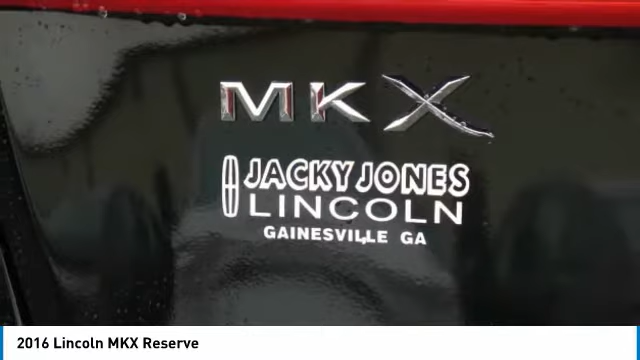 MKX
JACKY JONES
LINCOLN
GAINESVILLE GA
2016 Lincoln MKX Reserve